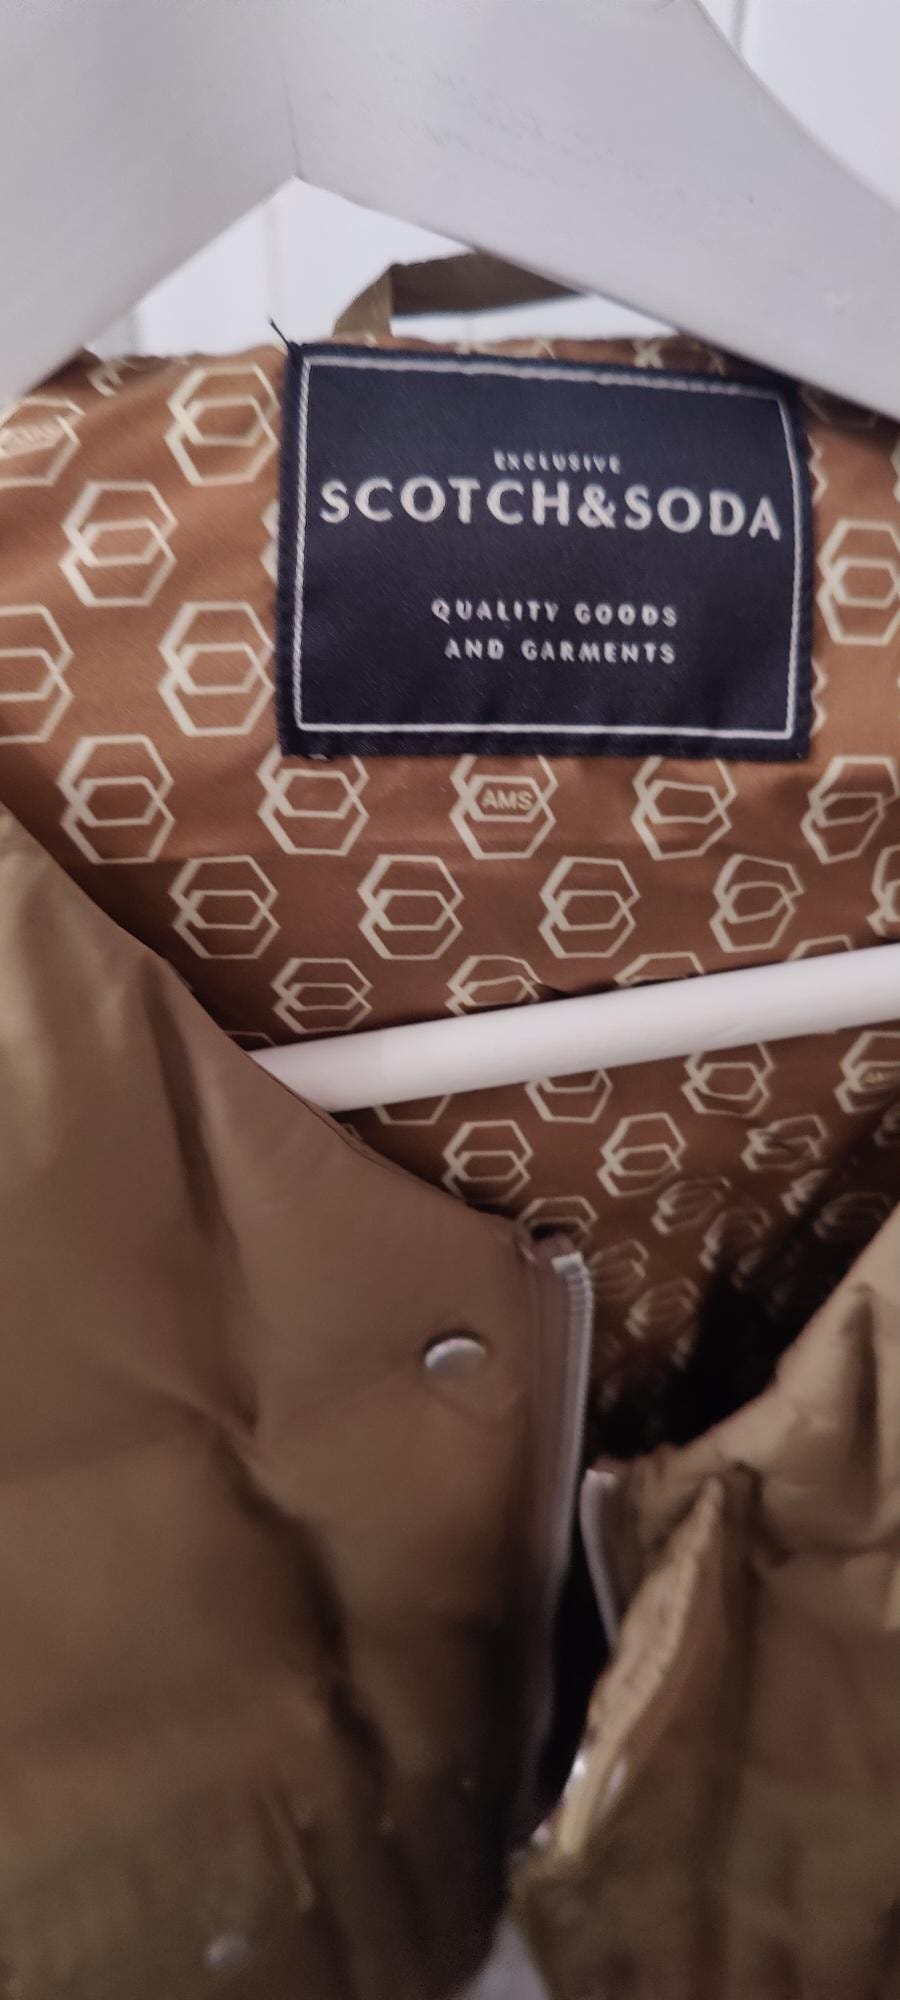 EXCLUSIVE
SCOTCH&SODA
QUALITY GOODS
AND GARMENTS
AMS